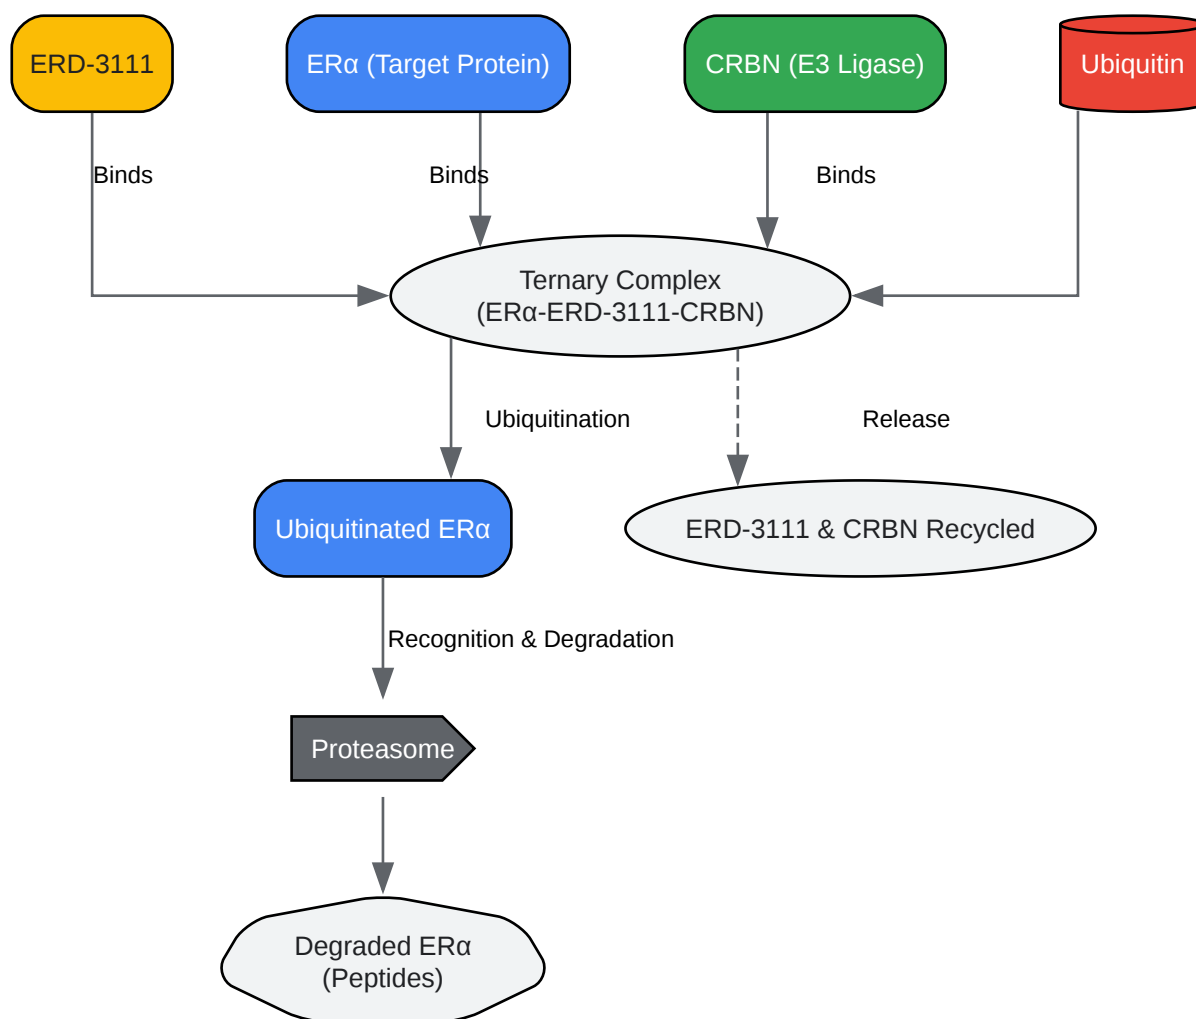 ERD-3111
ERα (Target Protein)
CRBN (E3 Ligase)
Ubiquitin
Binds
Binds
Binds
Ternary Complex
(ERα-ERD-3111-CRBN)
Ubiquitination
Release
Ubiquitinated ERα
ERD-3111 & CRBN Recycled
Recognition & Degradation
Proteasome
Degraded ERα
(Peptides)